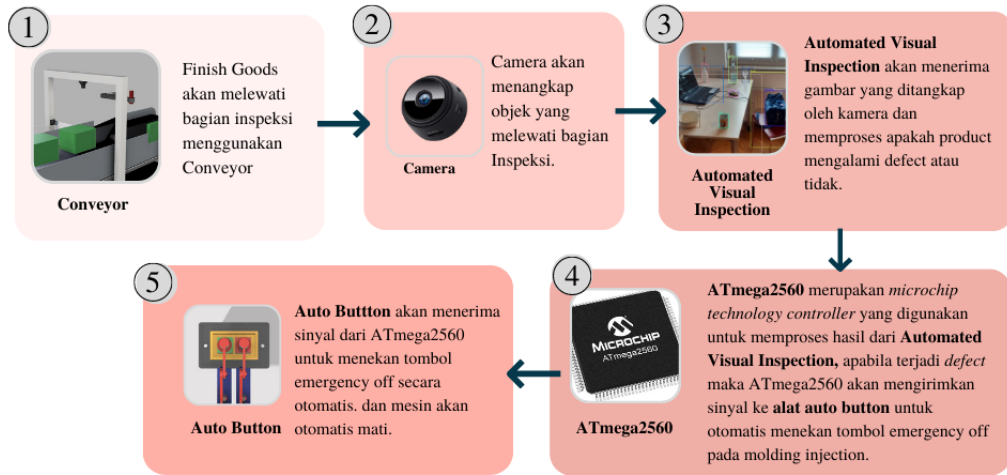 1
Finish Goods
akan melewati
bagian inspeksi
menggunakan
Conveyor
Conveyor
2
Camera akan
menangkap
objek yang
melewati bagian
Inspeksi.
Camera
3
Automated Visual
Inspection akan menerima
gambar yang ditangkap
oleh kamera dan
memproses apakah product
mengalami defect atau
tidak.
Automated
Visual
Inspection
4
ATmega2560 merupakan microchip
technology controller yang digunakan
untuk memproses hasil dari Automated
Visual Inspection, apabila terjadi defect
maka ATmega2560 akan mengirimkan
sinyal ke alat auto button untuk
otomatis menekan tombol emergency off
pada molding injection.
MICROCHIP
ATmega2560
ATmega2560
5
Auto Buttton akan menerima
sinyal dari ATmega2560
untuk menekan tombol
emergency off secara
otomatis. dan mesin akan
otomatis mati.
Auto Button